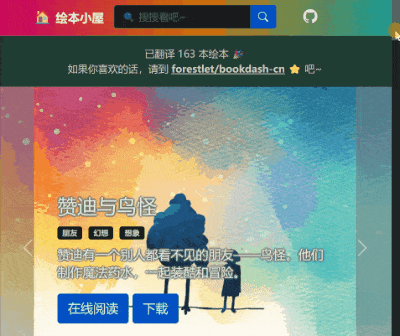 绘本小屋
搜搜看吧~
已翻译 163 本绘本 🎉
如果你喜欢的话，请到 forestlet/bookdash-cn ⭐ 吧~
赞迪与鸟怪
朋友 幻想 想象
赞迪有一个别人都看不见的朋友——鸟怪，他们
制作魔法药水，一起装酷和冒险。
在线阅读 下载